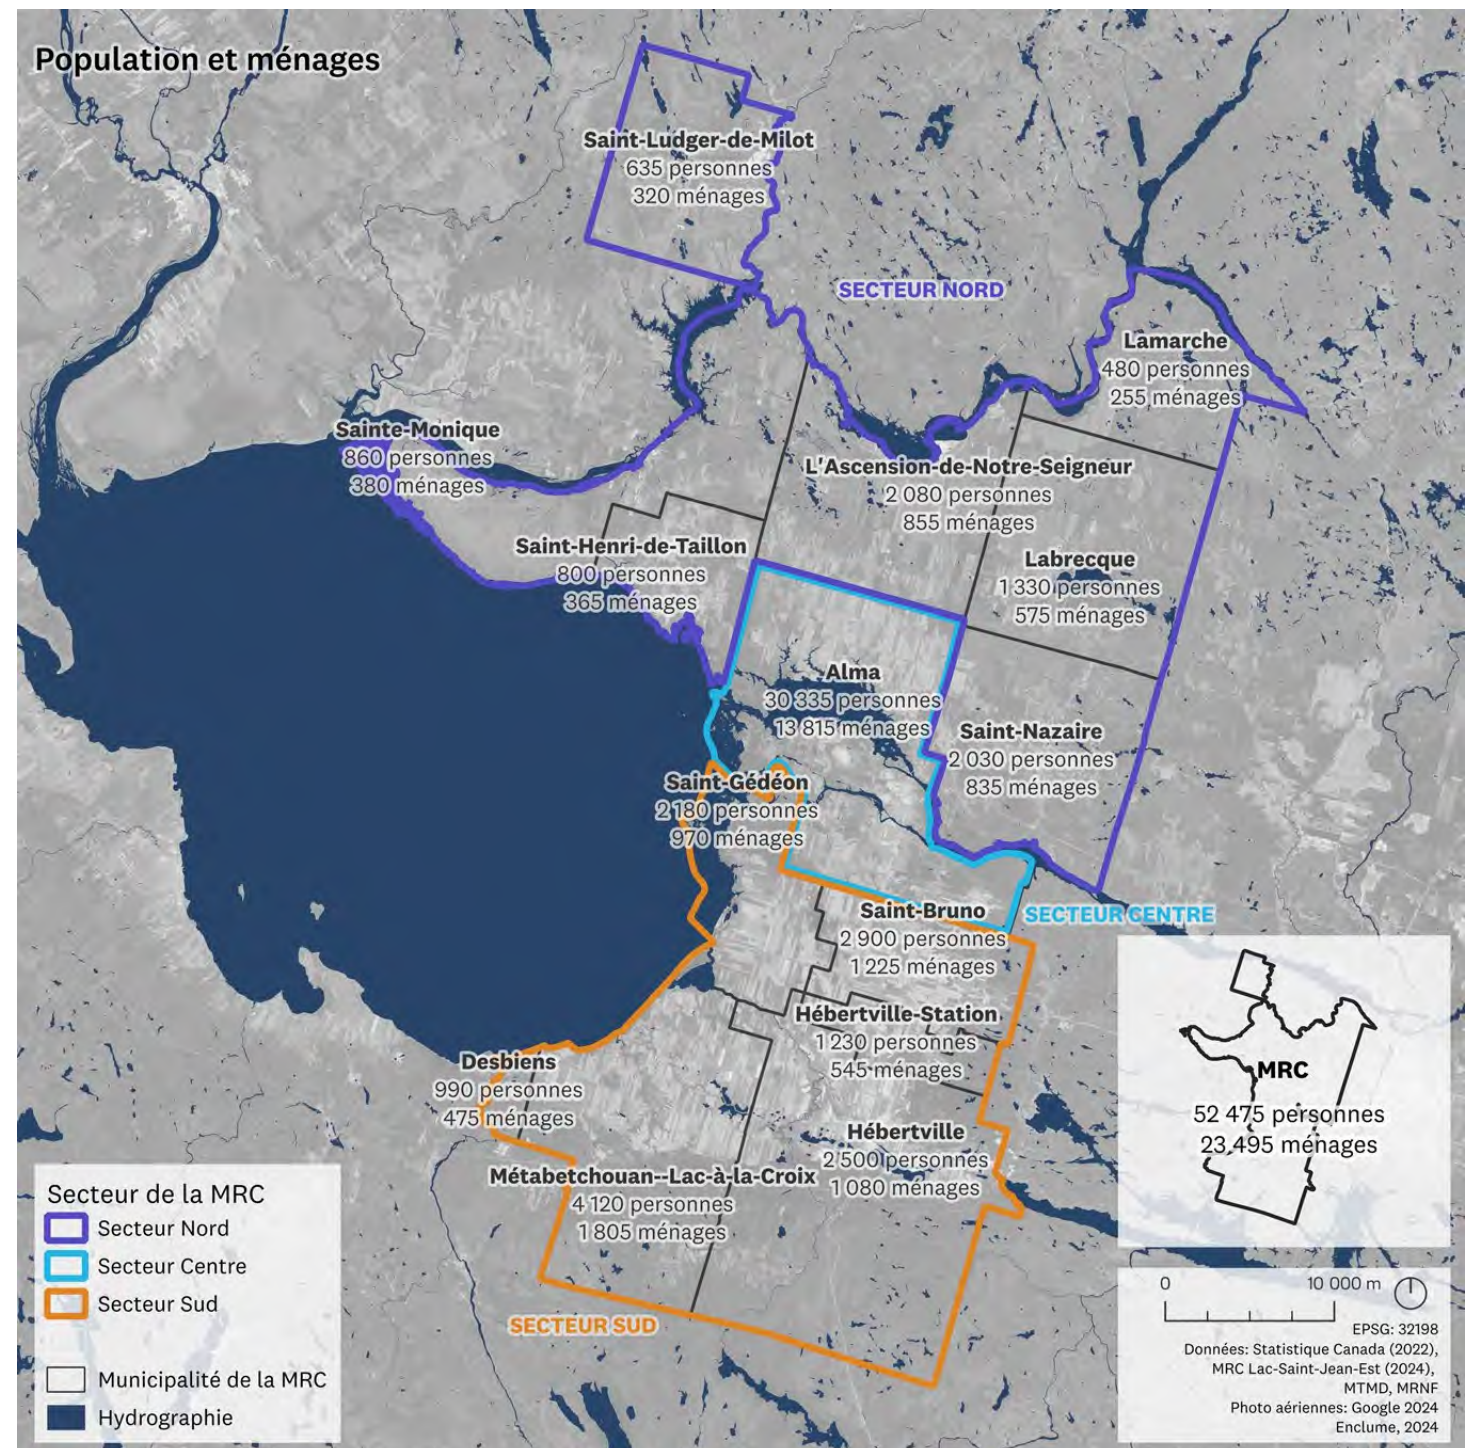 Population et ménages
Saint-Ludger-de-Milot
635 personnes
320 ménages
SECTEUR NORD
Lamarche
480 personnes
255 ménages
Sainte-Monique
860 personnes
380 ménages
L'Ascension-de-Notre-Seigneur
2 080 personnes
855 ménages
Saint-Henri-de-Taillon
800 personnes
365 ménages
Labrecque
1 330 personnes
575 ménages
Alma
30 335 personnes
13 815 ménages
Saint-Nazaire
2 030 personnes
835 ménages
Saint-Gédéon
2 180 personnes
970 ménages
Saint-Bruno
2 900 personnes
1 225 ménages
SECTEUR CENTRE
Hébertville-Station
1 230 personnes
545 ménages
Desbiens
990 personnes
475 ménages
Hébertville
2 500 personnes
1 080 ménages
Métabetchouan--Lac-à-la-Croix
4 120 personnes
1 805 ménages
SECTEUR SUD
MRC
52 475 personnes
23 495 ménages
Secteur de la MRC
Secteur Nord
Secteur Centre
Secteur Sud
Municipalité de la MRC
Hydrographie
0 10 000 m
EPSG: 32198
Données: Statistique Canada (2022),
MRC Lac-Saint-Jean-Est (2024),
MTMD, MRNF
Photo aériennes: Google 2024
Enclume, 2024